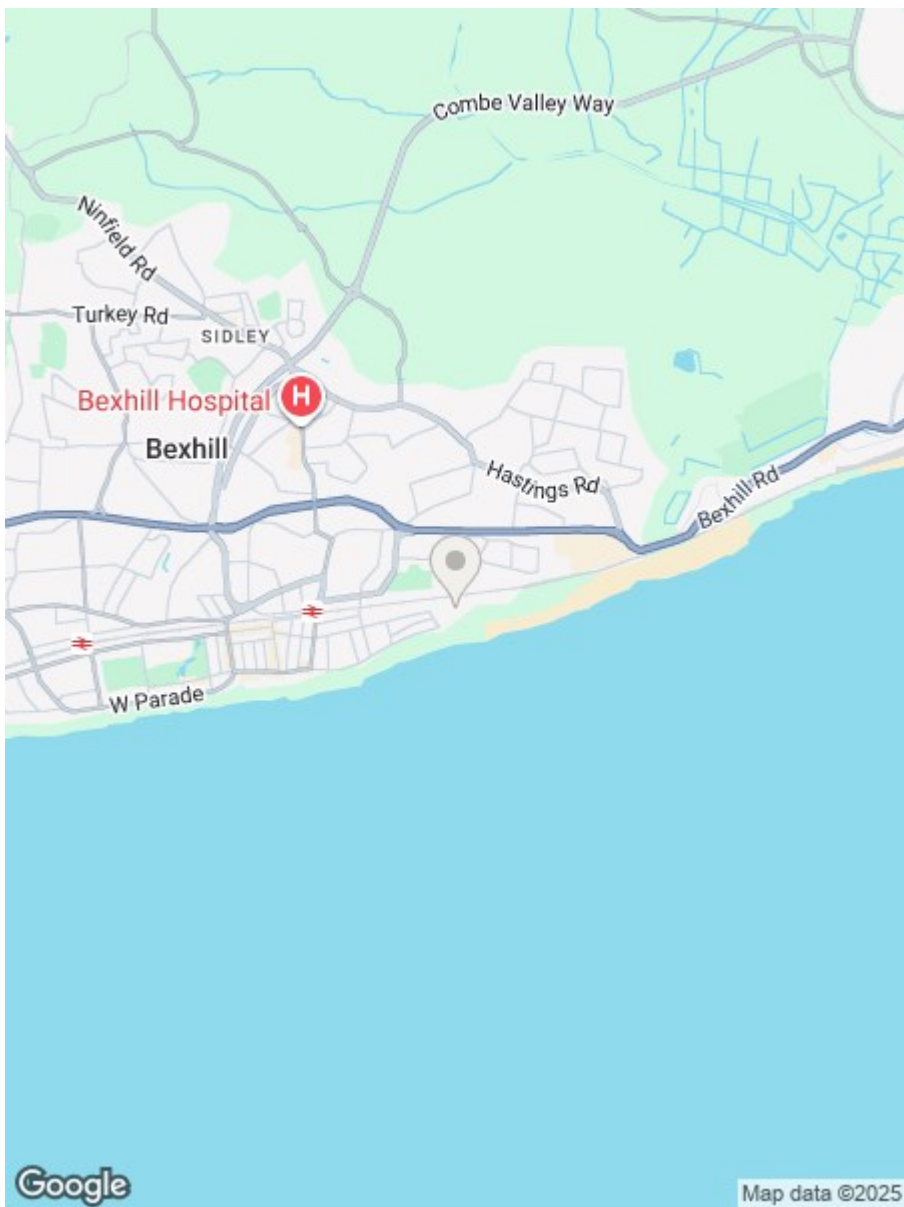 Combe Valley Way
Ninfield Rd
Turkey Rd
SIDLEY
Bexhill Hospital
H
Bexhill
Hastings Rd
Bexhill Rd
W Parade
Google
Map data ©2025